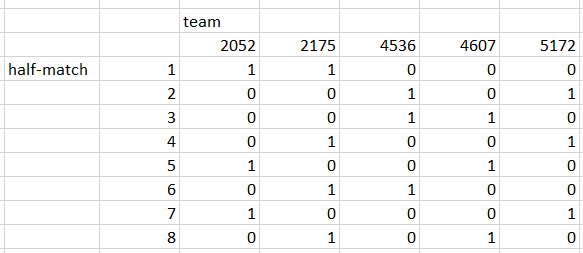 team
2052 2175 4536 4607 5172
half-match 1 1 1 0 0 0
2 0 0 1 0 1
3 0 0 1 1 0
4 0 1 0 0 1
5 1 0 0 1 0
6 0 1 1 0 0
7 1 0 0 0 1
8 0 1 0 1 0